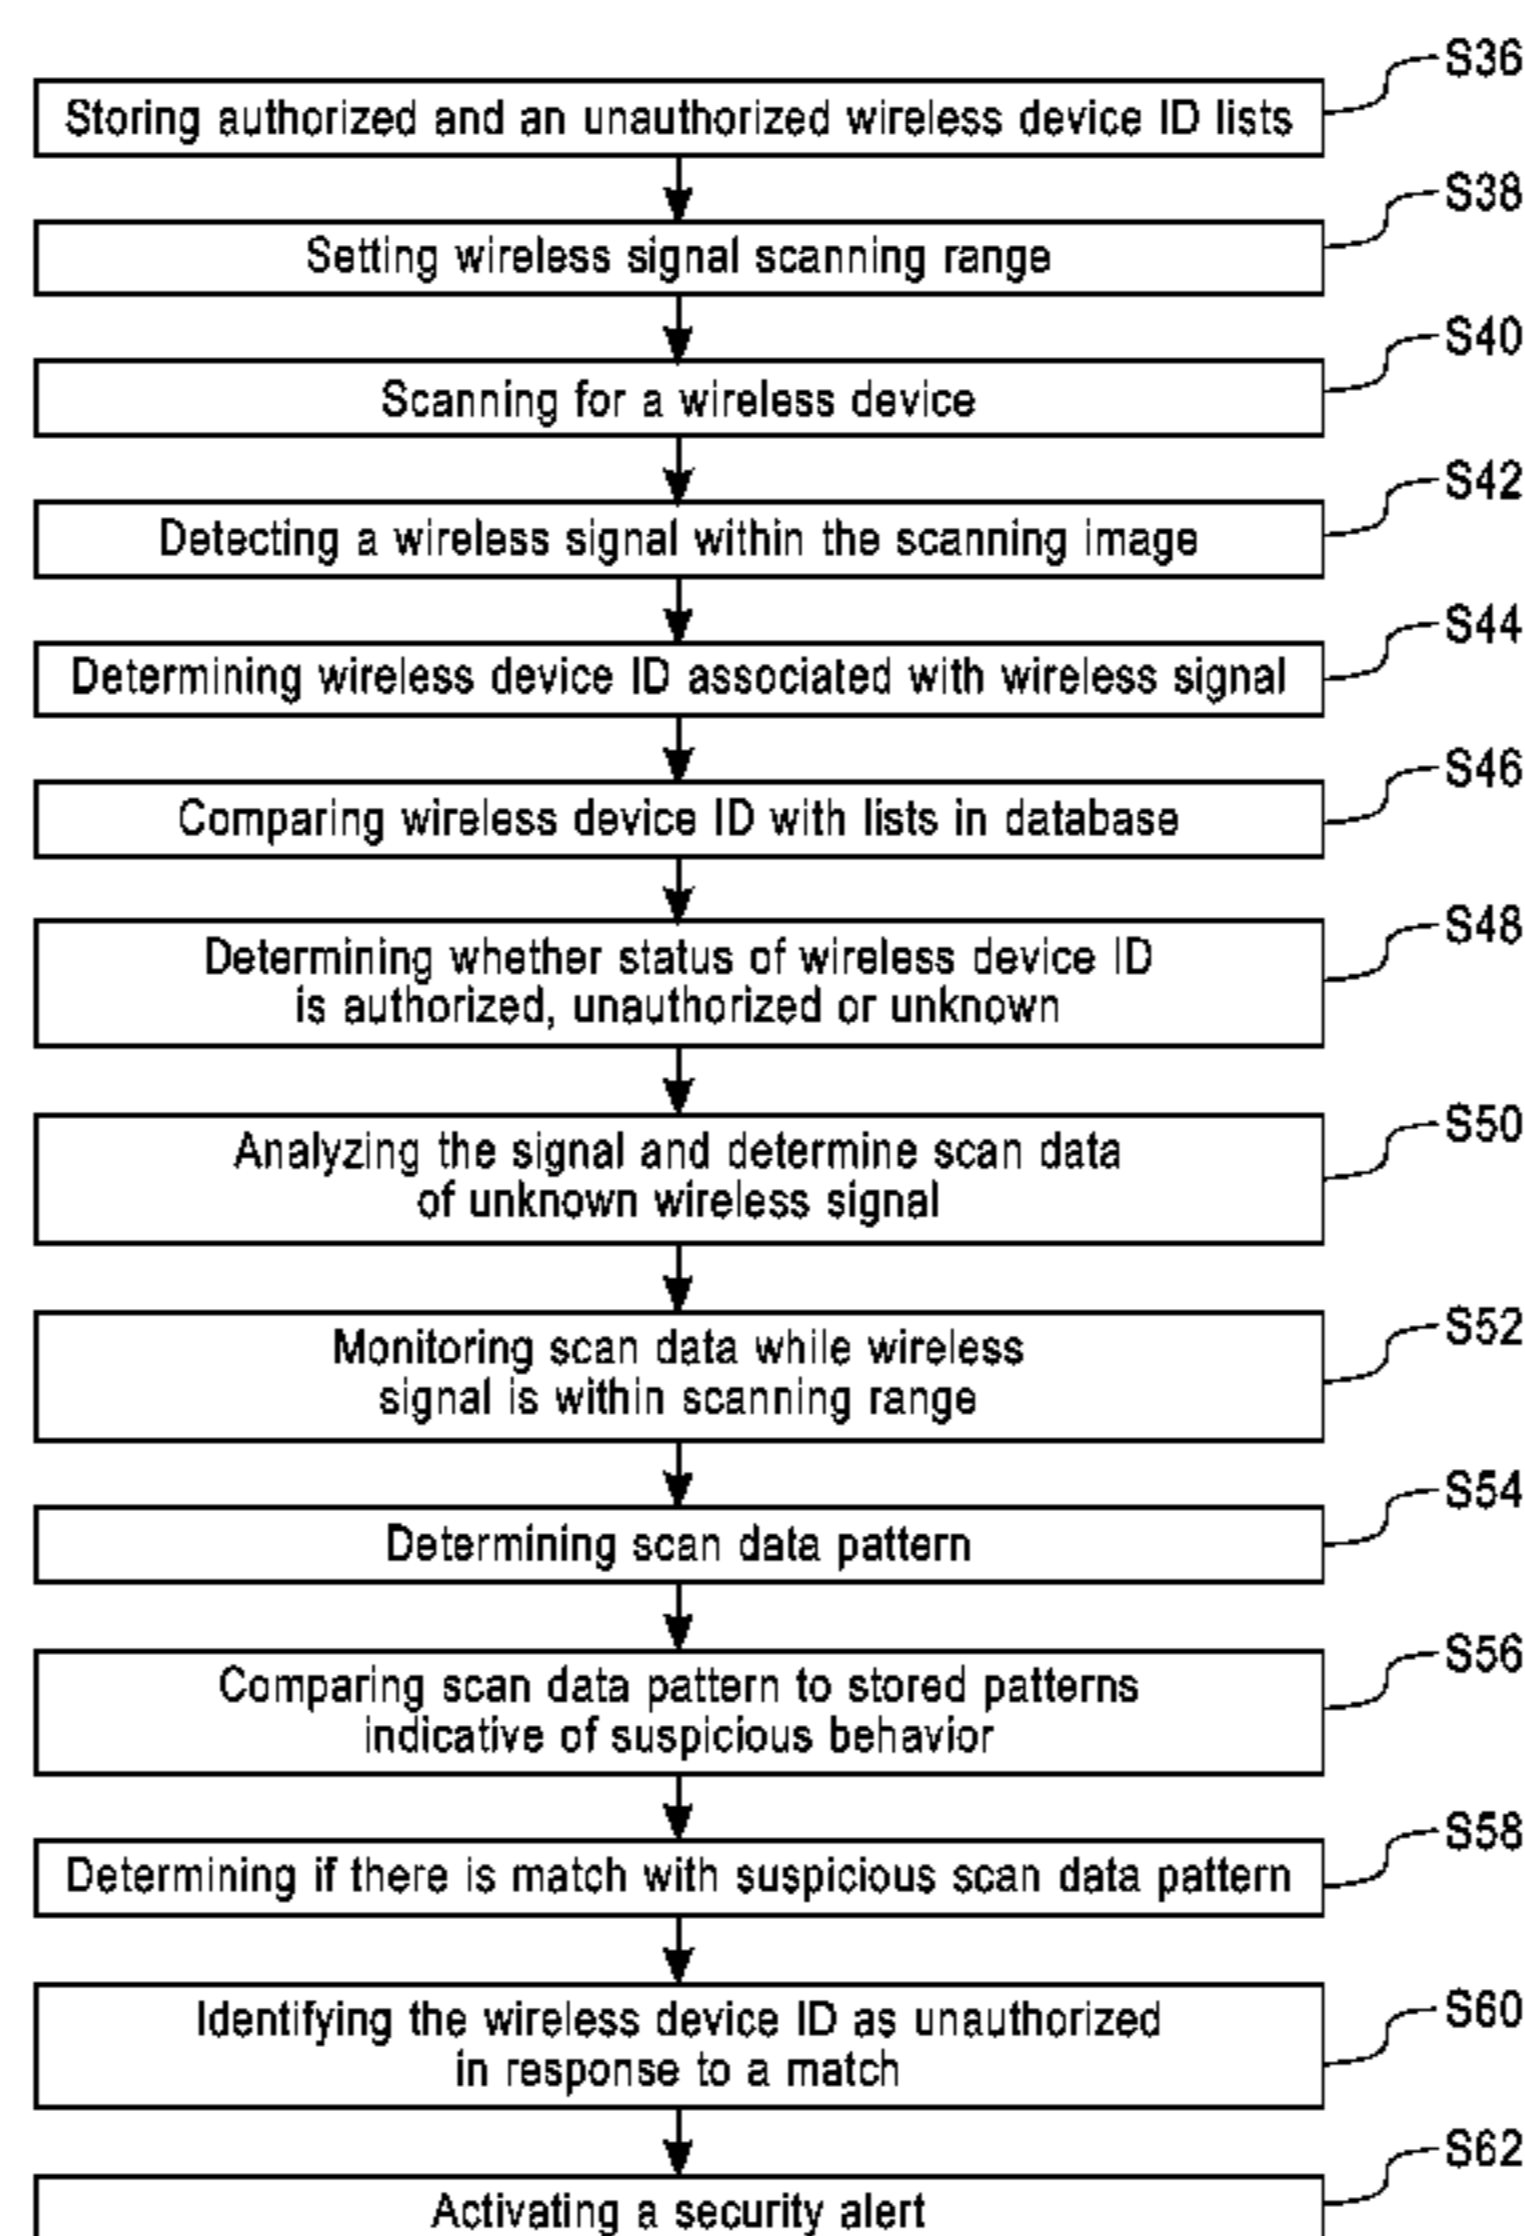 S36
Storing authorized and an unauthorized wireless device ID lists
S38
Setting wireless signal scanning range
S40
Scanning for a wireless device
S42
Detecting a wireless signal within the scanning image
S44
Determining wireless device ID associated with wireless signal
S46
Comparing wireless device ID with lists in database
S48
Determining whether status of wireless device ID
is authorized, unauthorized or unknown
S50
Analyzing the signal and determine scan data
of unknown wireless signal
S52
Monitoring scan data while wireless
signal is within scanning range
S54
Determining scan data pattern
S56
Comparing scan data pattern to stored patterns
indicative of suspicious behavior
S58
Determining if there is match with suspicious scan data pattern
S60
Identifying the wireless device ID as unauthorized
in response to a match
S62
Activating a security alert